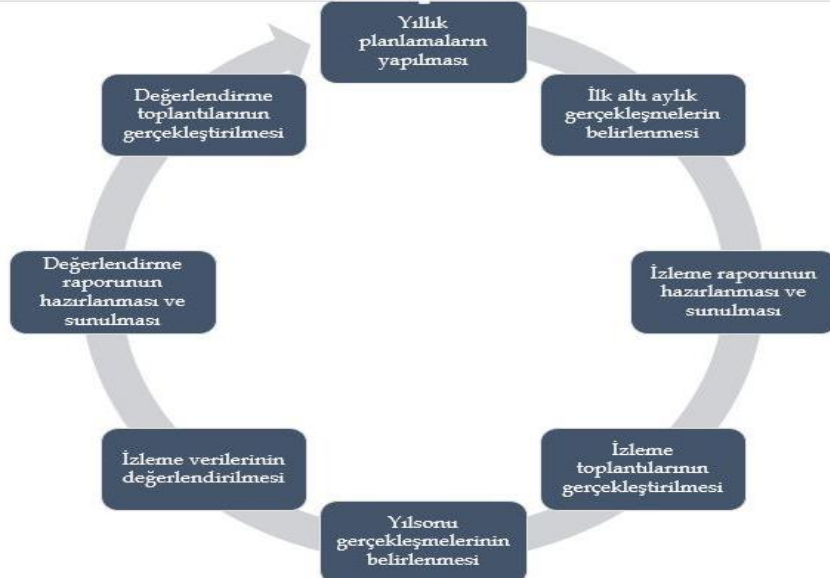 Yıllık
planlamaların
yapılması
İlk altı aylık
gerçekleşmelerin
belirlenmesi
İzleme raporunun
hazırlanması ve
sunulması
İzleme
toplantılarının
gerçekleştirilmesi
Yılsonu
gerçekleşmelerinin
belirlenmesi
İzleme verilerinin
değerlendirilmesi
Değerlendirme
raporunun
hazırlanması ve
sunulması
Değerlendirme
toplantılarının
gerçekleştirilmesi